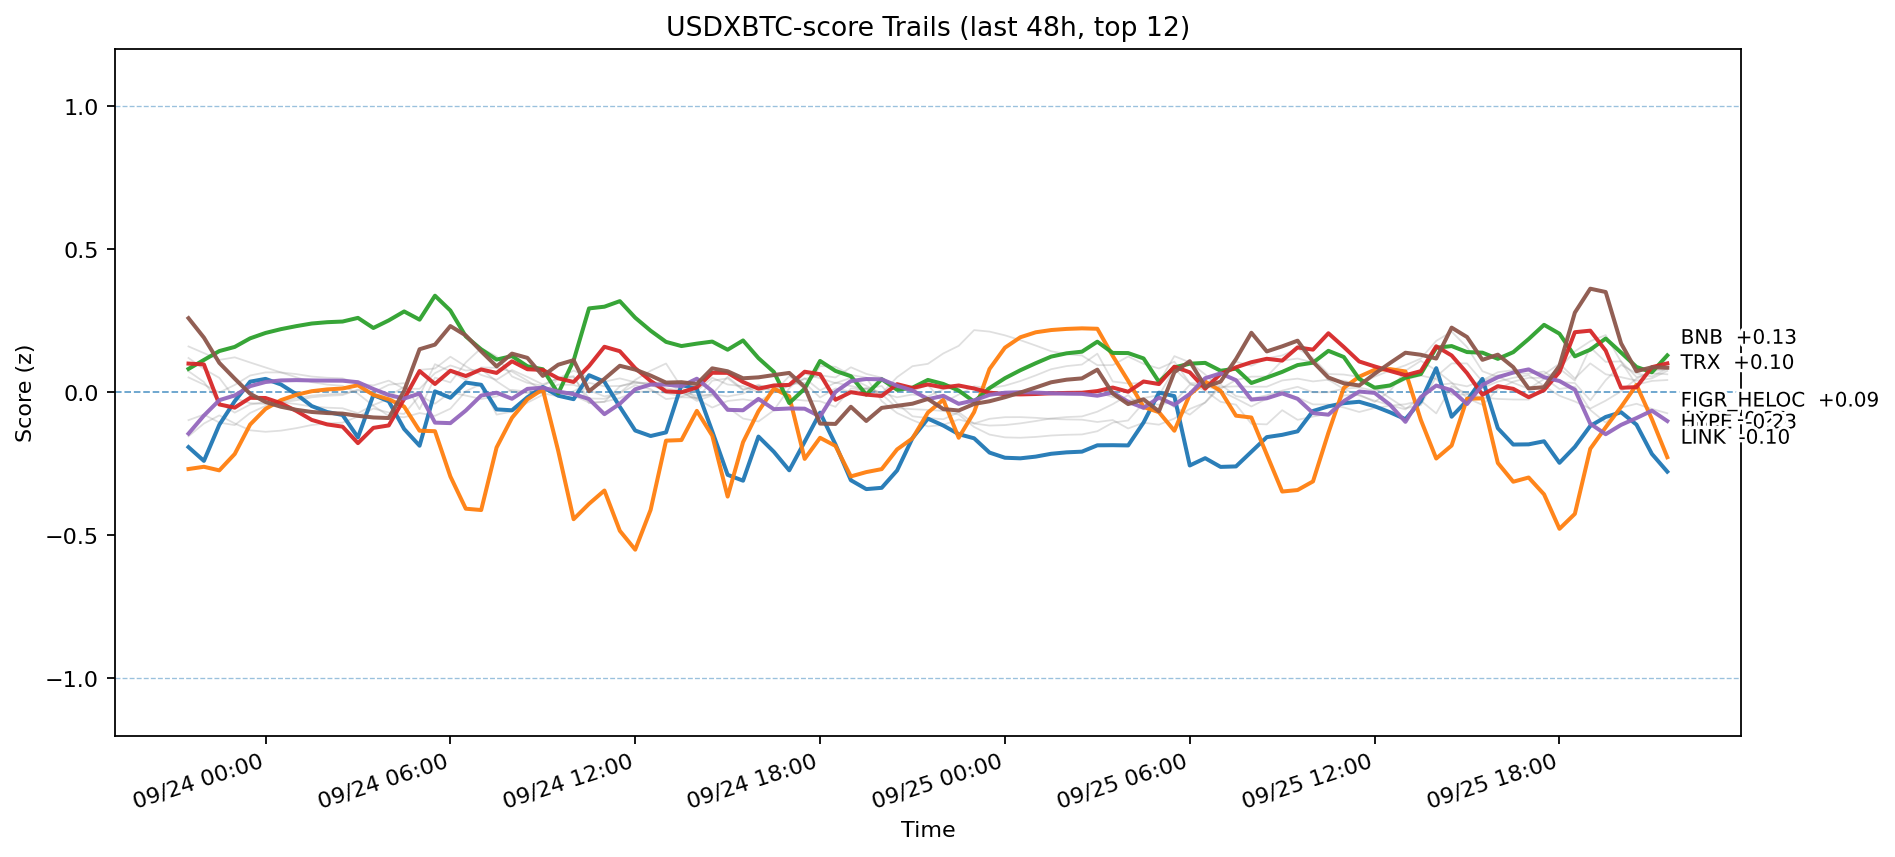 USDXBTC-score Trails (last 48h, top 12)
Score (z)
1.0
0.5
0.0
−0.5
−1.0
BNB +0.13
TRX +0.10
FIGR_HELOC +0.09
HYPE -0.23
LINK -0.10
09/24 00:00
09/24 06:00
09/24 12:00
09/24 18:00
09/25 00:00
09/25 06:00
09/25 12:00
09/25 18:00
Time